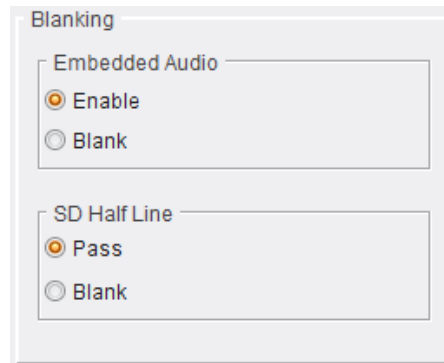 Blanking
Embedded Audio
Enable
Blank
SD Half Line
Pass
Blank